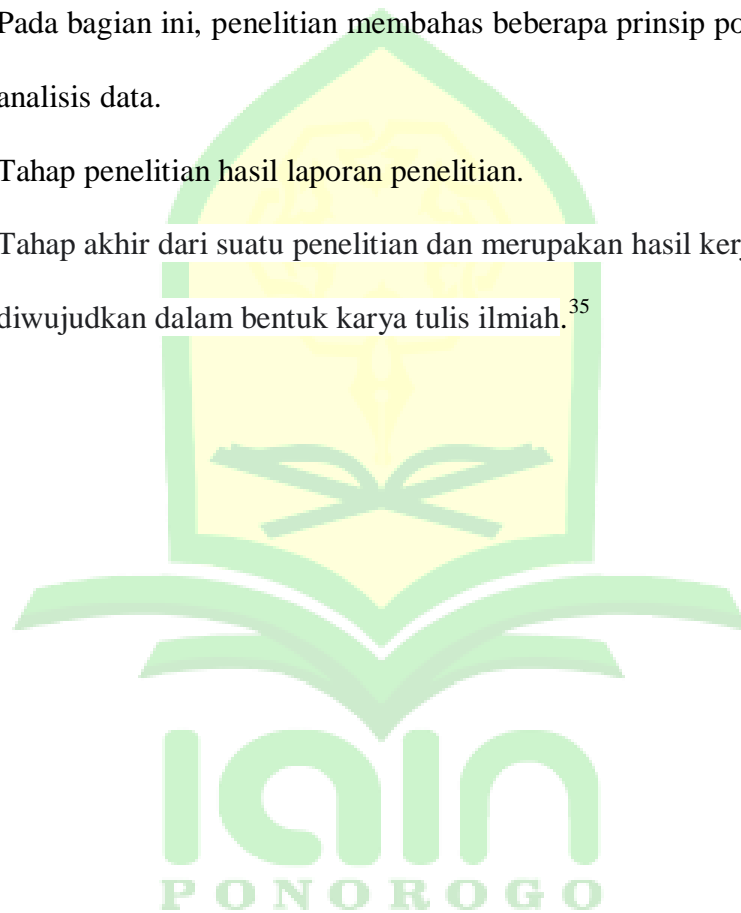 Pada bagian ini, penelitian membahas beberapa prinsip po
analisis data.
Tahap penelitian hasil laporan penelitian.
Tahap akhir dari suatu penelitian dan merupakan hasil ker
diwujudkan dalam bentuk karya tulis ilmiah.³⁵
iain
PONOROGO